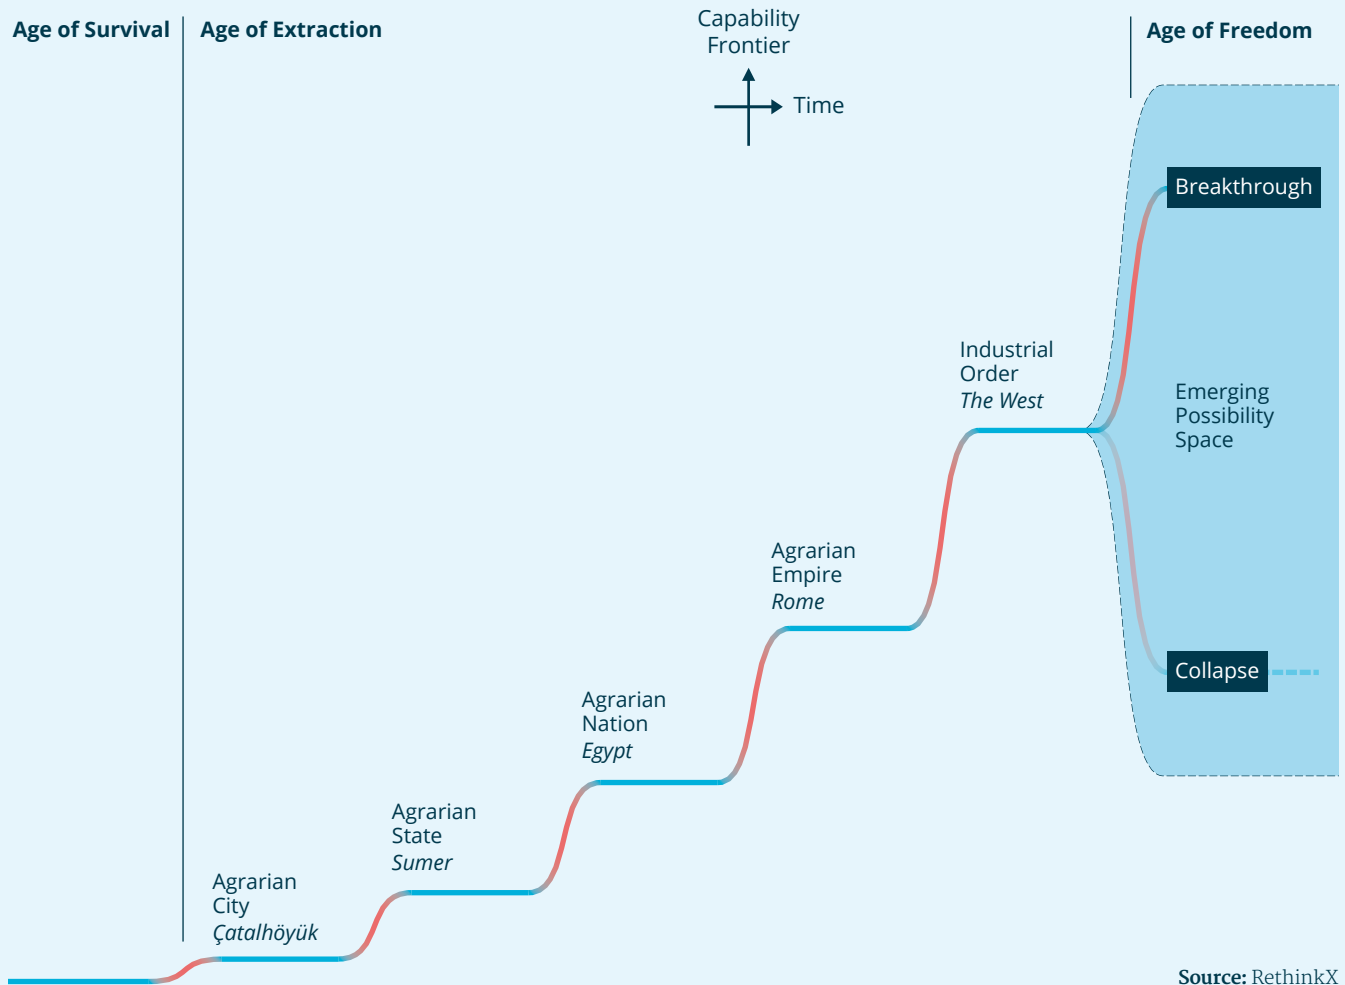 Age of Survival
Age of Extraction
Capability
Frontier
Time
Age of Freedom
Breakthrough
Industrial
Order
The West
Emerging
Possibility
Space
Agrarian
Empire
Rome
Collapse
Agrarian
Nation
Egypt
Agrarian
State
Sumer
Agrarian
City
Çatalhöyük
Source: RethinkX